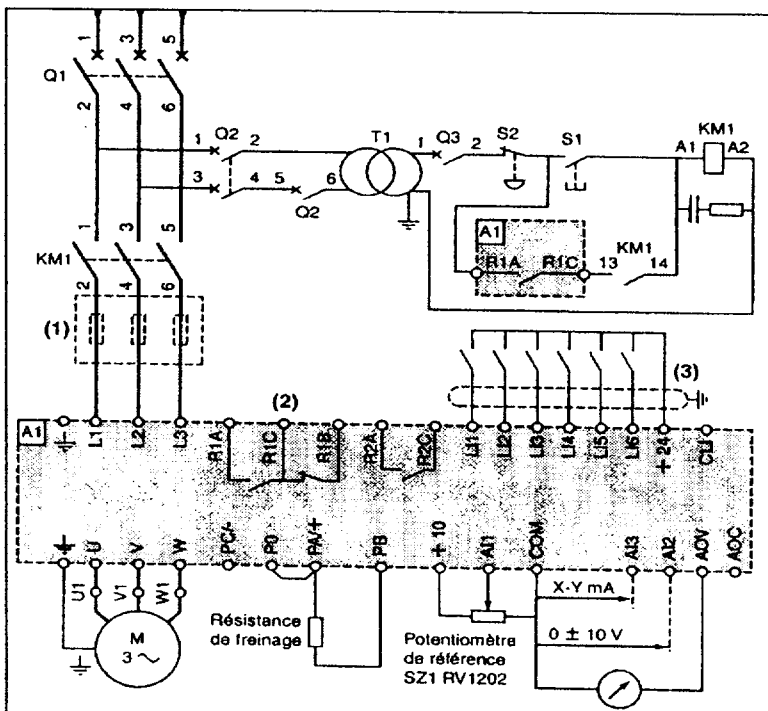 1 3 5
Q1
2 4 6
1 Q2 2
T1
1 Q3 2
S2
S1
A1 KM1 A2
3 4 5 6
Q2
1 3 5
KM1
2 4 6
A1
R1A R1C
13 KM1 14
(1)
(2)
(3)
A1
L1 L2 L3 R1A R1C R1B R2A R2C LI1 LI2 LI3 LI4 LI5 LI6 + 24 CLI
U V W PC/- P0 PA/+ PB + 10 AI1 COM AI3 AI2 AOV AOC
U1 V1 W1
X-Y mA
M
3 ~
Résistance
de freinage
Potentiomètre
de référence
SZ1 RV1202
0 ± 10 V